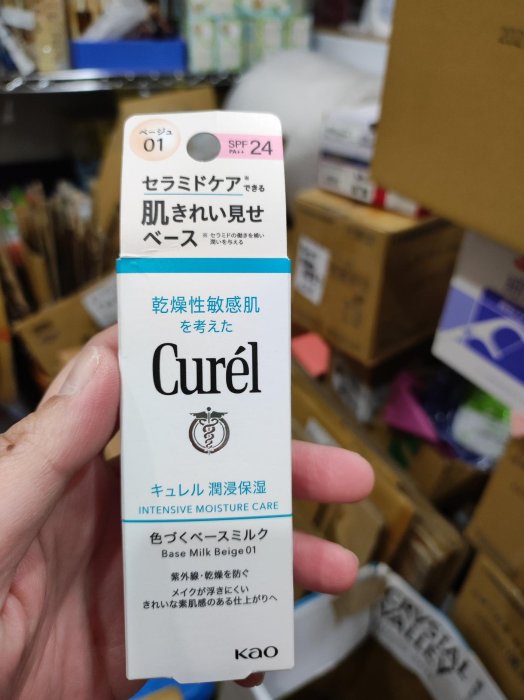 ベージュ
01
SPF 24
PA++
セラミドケア※できる
肌きれい見せ
ベース ※ セラミドの働きを補い
潤いを与える
乾燥性敏感肌
を考えた
Curél
キュレル 潤浸保湿
INTENSIVE MOISTURE CARE
色づくベースミルク
Base Milk Beige 01
紫外線・乾燥を防ぐ
メイクが浮きにくい
きれいな素肌感のある仕上がりへ
Kao
CRYSTAL
VALLEY